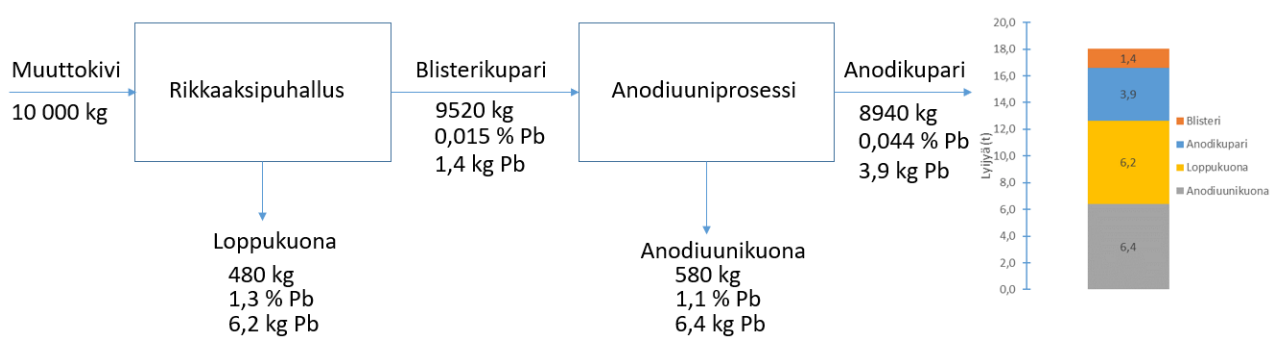 Muuttokivi
10 000 kg
Rikkaaksipuhallus
Blisterikupari
9520 kg
0,015 % Pb
1,4 kg Pb
Anodiuuniprosessi
Anodikupari
8940 kg
0,044 % Pb
3,9 kg Pb
Loppukuona
480 kg
1,3 % Pb
6,2 kg Pb
Anodiuunikuona
580 kg
1,1 % Pb
6,4 kg Pb
Lyijyä (t)
20,0
18,0
16,0
14,0
12,0
10,0
8,0
6,0
4,0
2,0
0,0
1,4
3,9
6,2
6,4
Blisteri
Anodikupari
Loppukuona
Anodiuunikuona